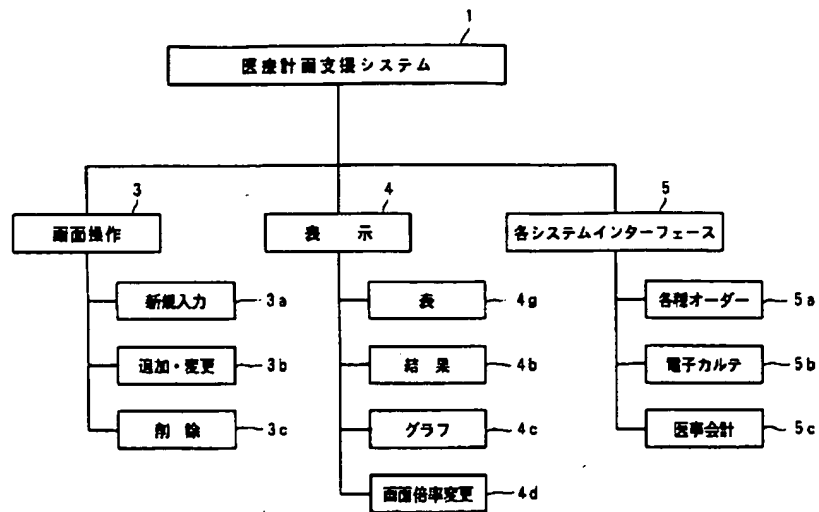 1
医療計画支援システム
3
画面操作
4
表 示
5
各システムインターフェース
新規入力 3a
追加・変更 3b
削 除 3c
表 4g
結 果 4b
グラフ 4c
画面倍率変更 4d
各種オーダー 5a
電子カルテ 5b
医事会計 5c